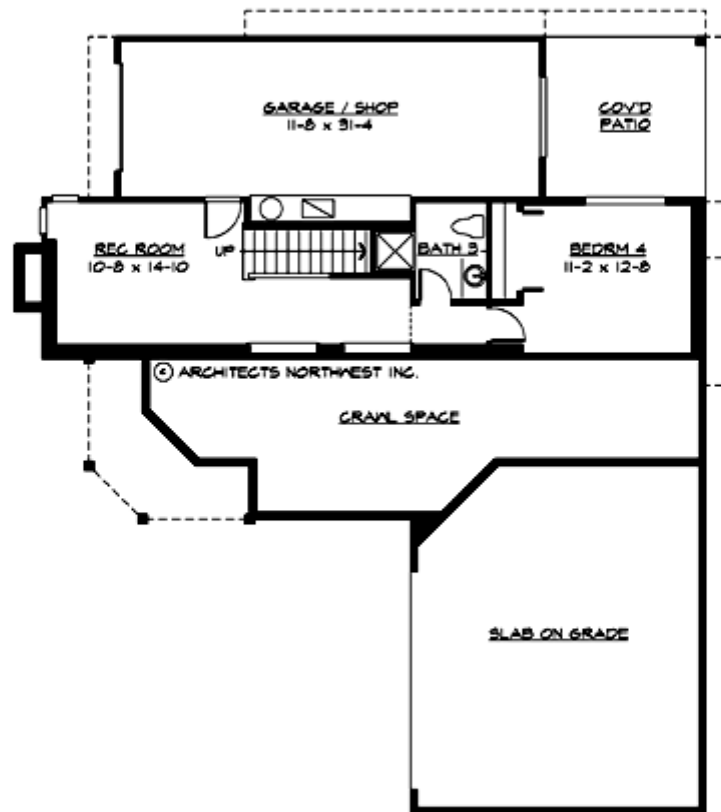 GARAGE / SHOP
11-8 x 31-4
COV'D
PATIO
REC ROOM
10-8 x 14-10
UP
BATH 3
BEDRM 4
11-2 x 12-8
© ARCHITECTS NORTHWEST INC.
CRAWL SPACE
SLAB ON GRADE